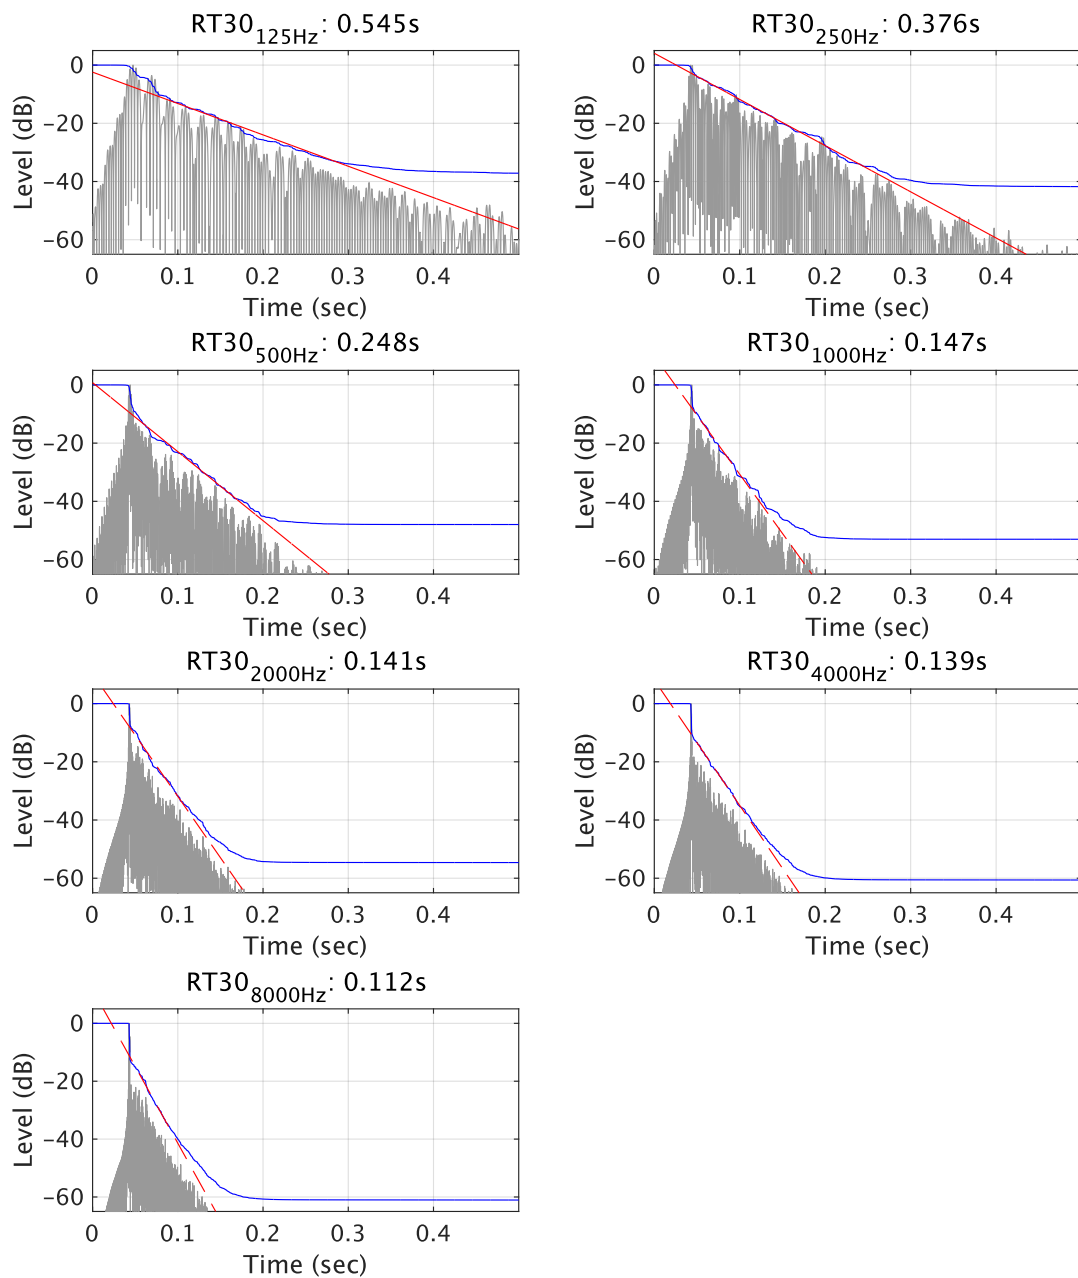 RT30125Hz: 0.545s
0
−20
−40
−60
Level (dB)
0 0.1 0.2 0.3 0.4
Time (sec)
RT30250Hz: 0.376s
0
−20
−40
−60
Level (dB)
0 0.1 0.2 0.3 0.4
Time (sec)
RT30500Hz: 0.248s
0
−20
−40
−60
Level (dB)
0 0.1 0.2 0.3 0.4
Time (sec)
RT301000Hz: 0.147s
0
−20
−40
−60
Level (dB)
0 0.1 0.2 0.3 0.4
Time (sec)
RT302000Hz: 0.141s
0
−20
−40
−60
Level (dB)
0 0.1 0.2 0.3 0.4
Time (sec)
RT304000Hz: 0.139s
0
−20
−40
−60
Level (dB)
0 0.1 0.2 0.3 0.4
Time (sec)
RT308000Hz: 0.112s
0
−20
−40
−60
Level (dB)
0 0.1 0.2 0.3 0.4
Time (sec)